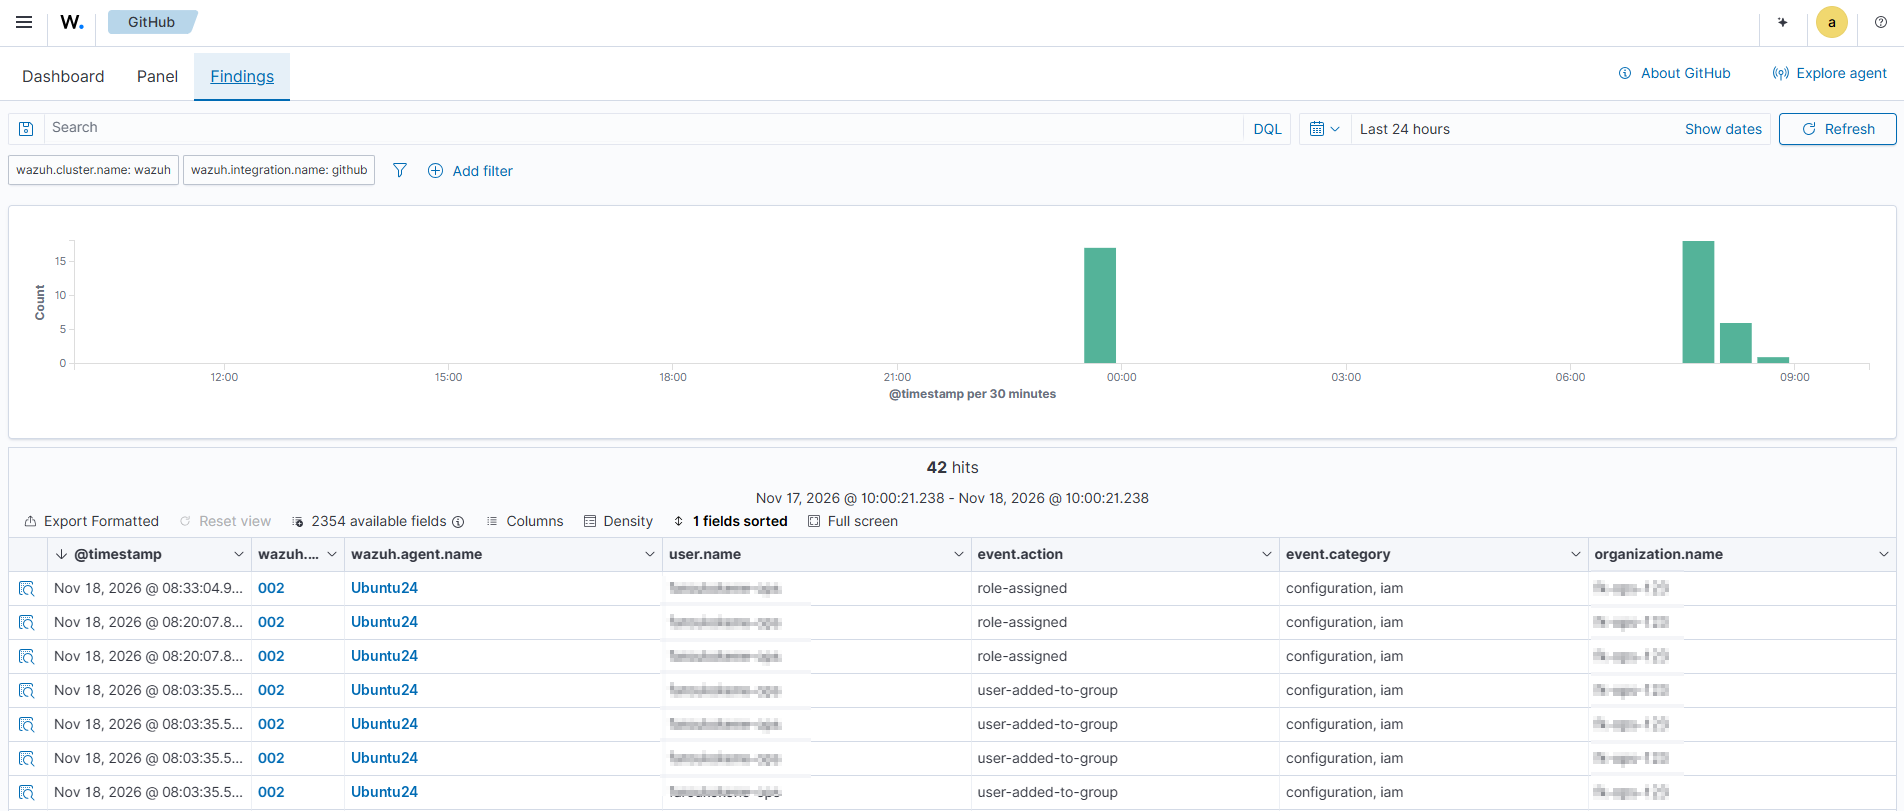 W. GitHub a
Dashboard Panel Findings About GitHub Explore agent
Search DQL Last 24 hours Show dates Refresh
wazuh.cluster.name: wazuh wazuh.integration.name: github Add filter
15
10
5
0
Count
12:00 15:00 18:00 21:00 00:00 03:00 06:00 09:00
@timestamp per 30 minutes
42 hits
Nov 17, 2026 @ 10:00:21.238 - Nov 18, 2026 @ 10:00:21.238
Export Formatted Reset view 2354 available fields Columns Density 1 fields sorted Full screen
@timestamp wazuh.... wazuh.agent.name user.name event.action event.category organization.name
Nov 18, 2026 @ 08:33:04.9... 002 Ubuntu24 role-assigned configuration, iam
Nov 18, 2026 @ 08:20:07.8... 002 Ubuntu24 role-assigned configuration, iam
Nov 18, 2026 @ 08:20:07.8... 002 Ubuntu24 role-assigned configuration, iam
Nov 18, 2026 @ 08:03:35.5... 002 Ubuntu24 user-added-to-group configuration, iam
Nov 18, 2026 @ 08:03:35.5... 002 Ubuntu24 user-added-to-group configuration, iam
Nov 18, 2026 @ 08:03:35.5... 002 Ubuntu24 user-added-to-group configuration, iam
Nov 18, 2026 @ 08:03:35.5... 002 Ubuntu24 user-added-to-group configuration, iam